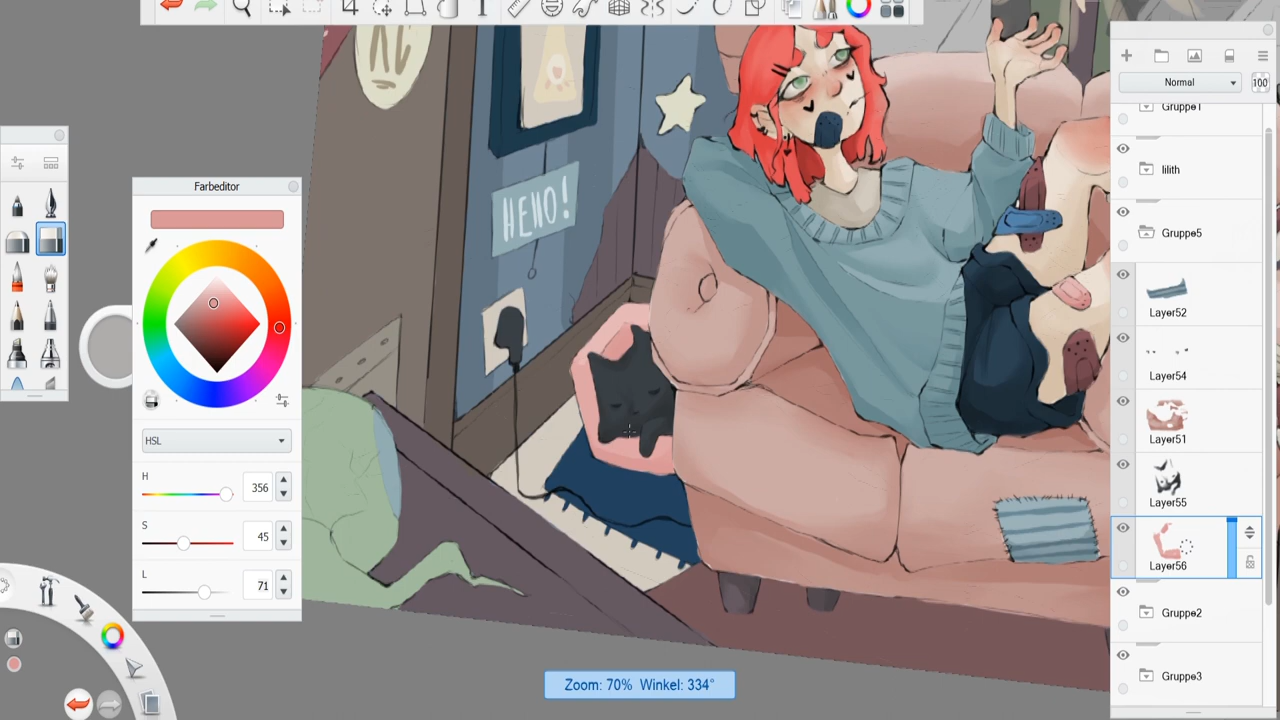 Normal
100
Gruppe1
lilith
Gruppe5
Layer52
Layer54
Layer51
Layer55
Layer56
Gruppe2
Gruppe3
Farbeditor
HSL
H
356
S
45
L
71
HENO!
Zoom: 70% Winkel: 334°